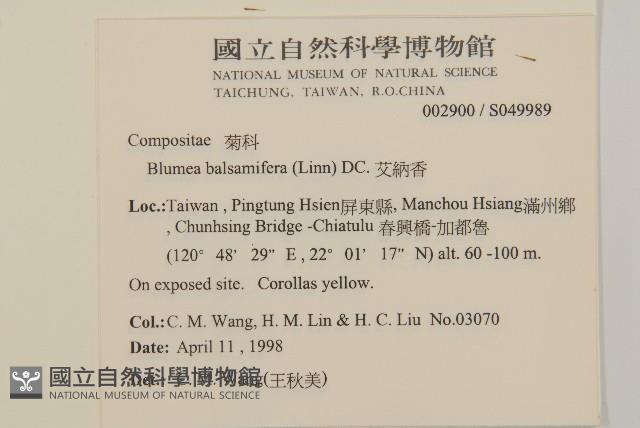 國立自然科學博物館
NATIONAL MUSEUM OF NATURAL SCIENCE
TAICHUNG, TAIWAN, R.O.CHINA
002900 / S049989
Compositae 菊科
Blumea balsamifera (Linn) DC. 艾納香
Loc.:Taiwan , Pingtung Hsien屏東縣, Manchou Hsiang滿州鄉
, Chunhsing Bridge -Chiatulu 春興橋-加都魯
(120° 48’ 29” E , 22° 01’ 17” N) alt. 60 -100 m.
On exposed site. Corollas yellow.
Col.:C. M. Wang, H. M. Lin & H. C. Liu No.03070
Date: April 11 , 1998
(王秋美)
國立自然科學博物館
NATIONAL MUSEUM OF NATURAL SCIENCE